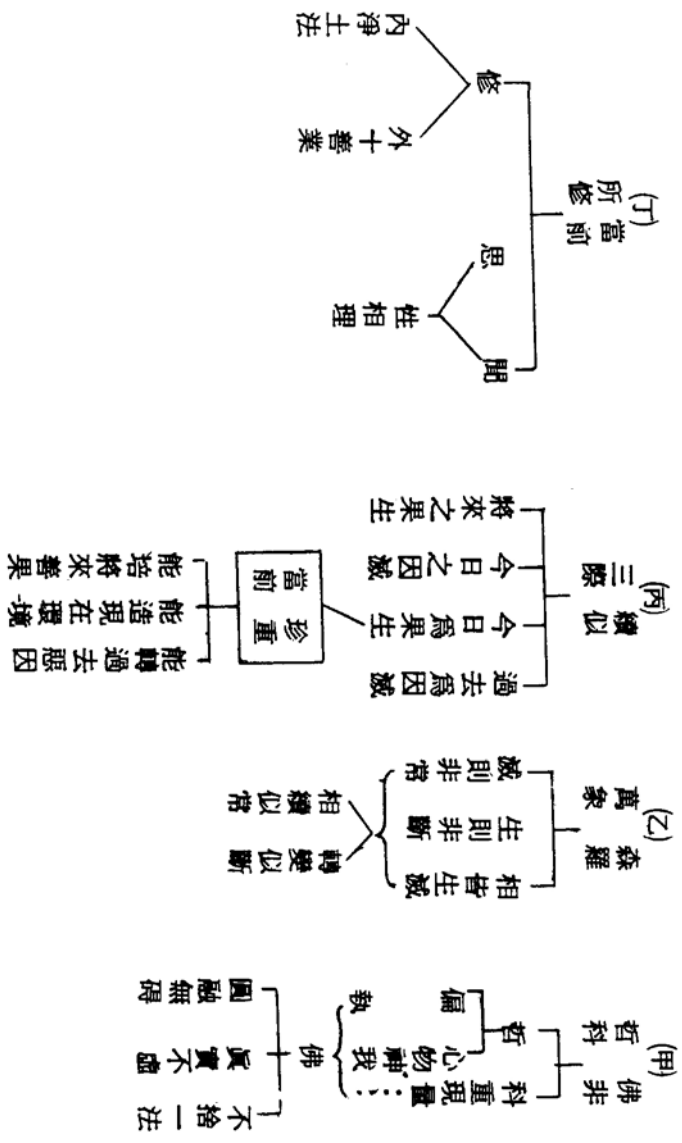 (甲)
佛非
哲科
科重現量…
哲
心物神我
偏執
佛
不捨一法
眞實不虛
圓融無碍
(乙)
森羅
萬象
相皆生滅
生則非斷
滅則非常
轉變似斷
相續似常
(丙)
似續
三際
過去爲因滅
今日爲果生
今日之因滅
將來之果生
珍重
當前
能轉過去惡因
能造現在環境
能培將來善果
(丁)
當前
所修
聞
思
性相理
修
外十善業
內淨土法